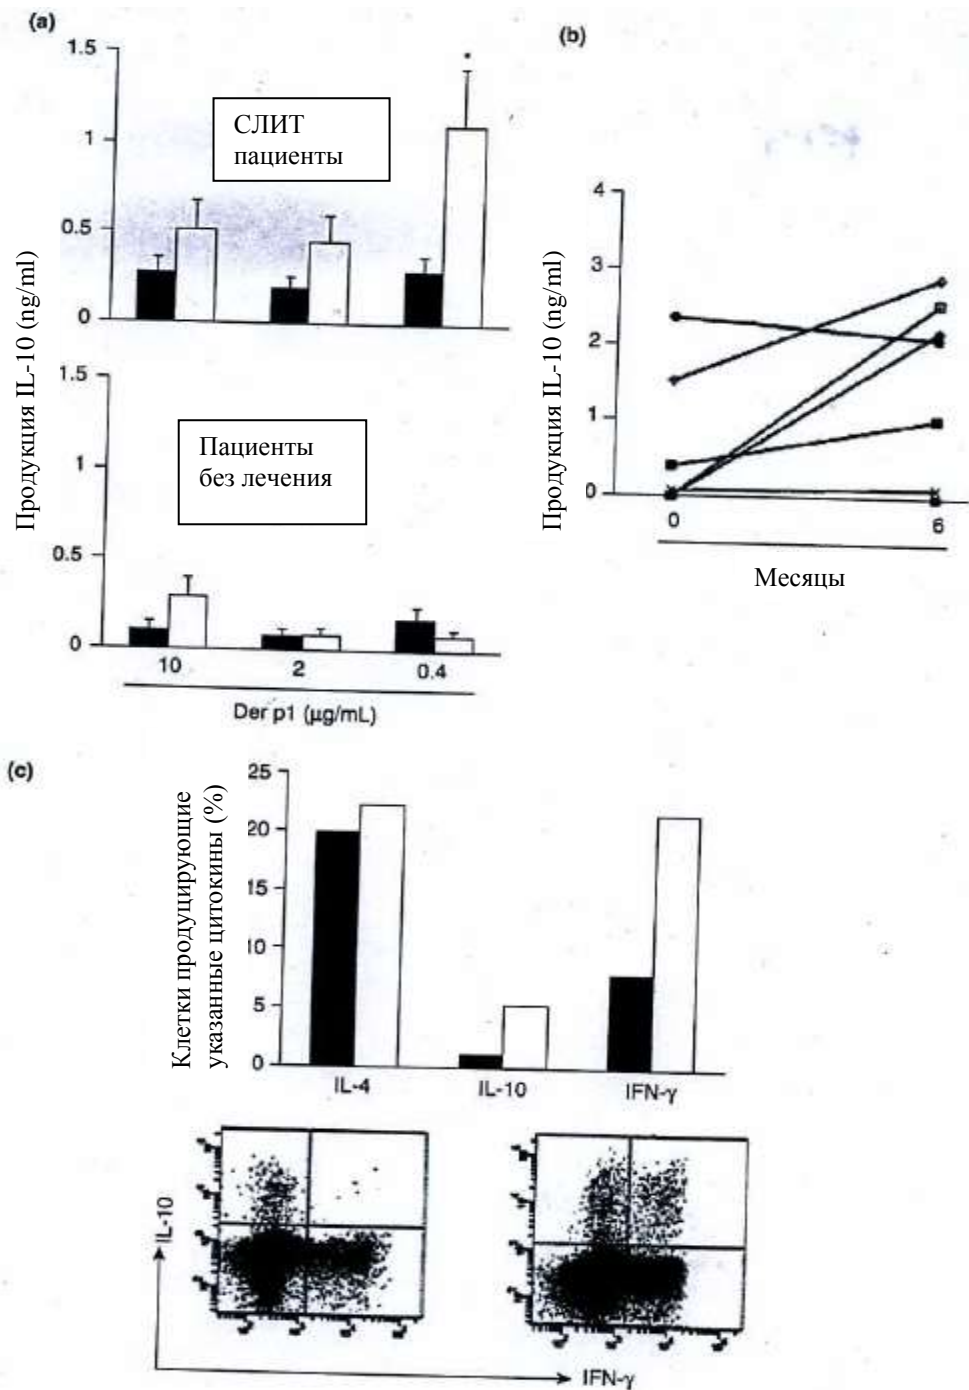 (a)
1.5
1
0.5
0
СЛИТ
пациенты
Продукция IL-10 (ng/ml)
1.5
1
0.5
0
Пациенты
без лечения
10 2 0.4
Der p1 (µg/mL)
(b)
4
3
2
1
0
Продукция IL-10 (ng/ml)
0 6
Месяцы
(c)
25
20
15
10
5
0
Клетки продуцирующие
указанные цитокины (%)
IL-4 IL-10 IFN-γ
IL-10
IFN-γ